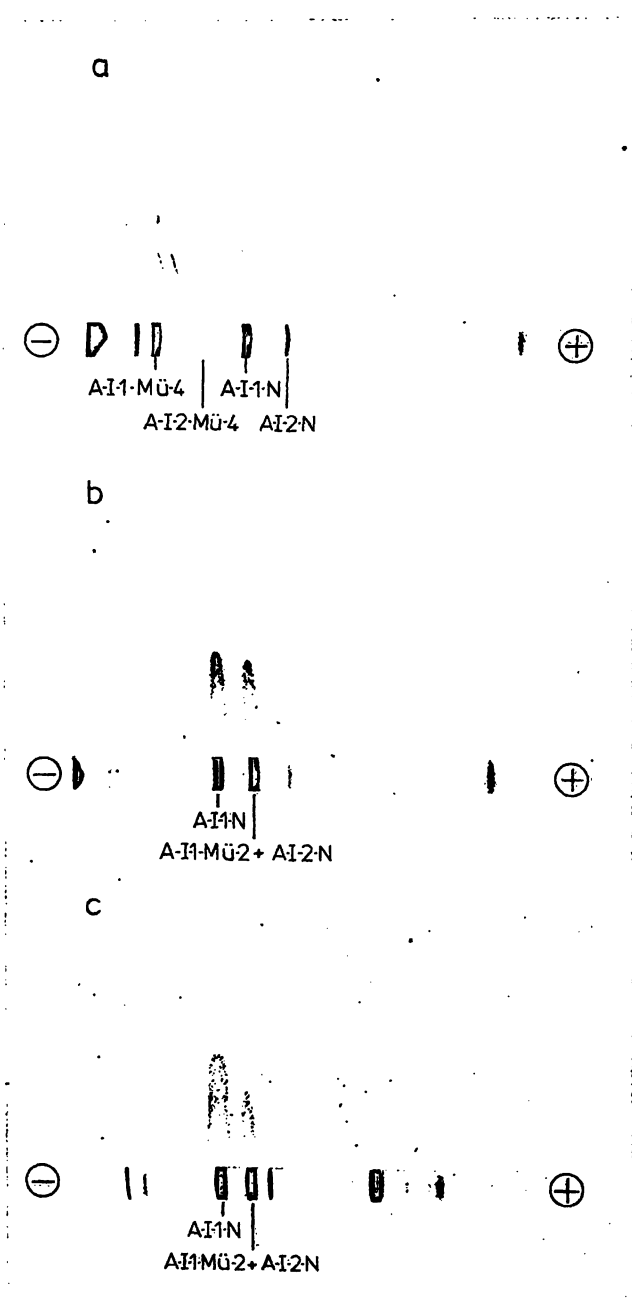 a
⊖ ⊕
A-I-1-Mü-4 A-I-1-N
A-I-2-Mü-4 A-I-2-N
b
⊖ ⊕
A-I-1-N
A-I-1-Mü-2 + A-I-2-N
c
⊖ ⊕
A-I-1-N
A-I-1-Mü-2 + A-I-2-N